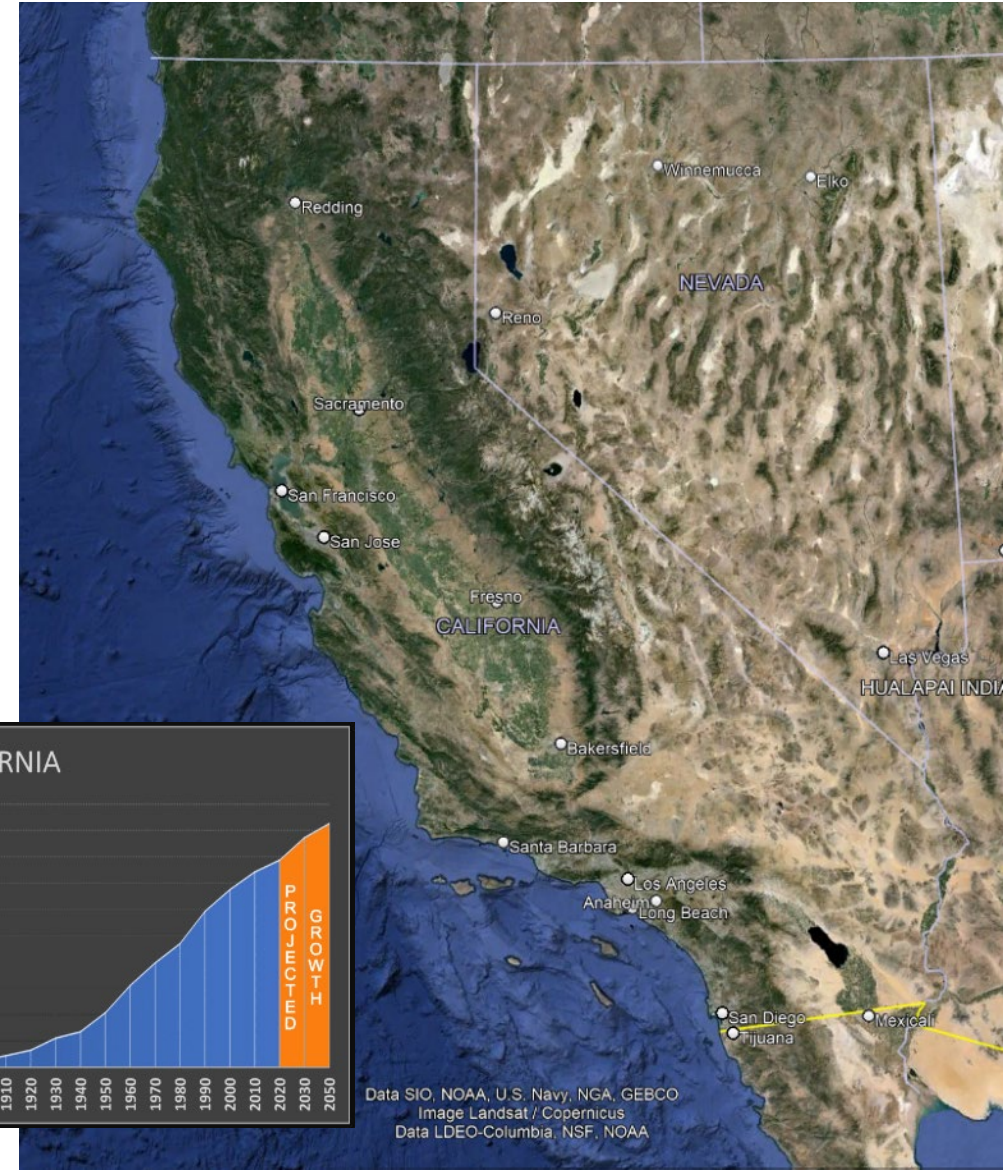 Winnemucca
Elko
Redding
NEVADA
Reno
Sacramento
San Francisco
San Jose
Fresno
CALIFORNIA
Las Vegas
HUALAPAI INDIA
Bakersfield
RNIA
Santa Barbara
Los Angeles
Anaheim
Long Beach
PROJECTED
GROWTH
San Diego
Mexicali
Tijuana
1910
1920
1930
1940
1950
1960
1970
1980
1990
2000
2010
2020
2030
2050
Data SIO, NOAA, U.S. Navy, NGA, GEBCO
Image Landsat / Copernicus
Data LDEO-Columbia, NSF, NOAA